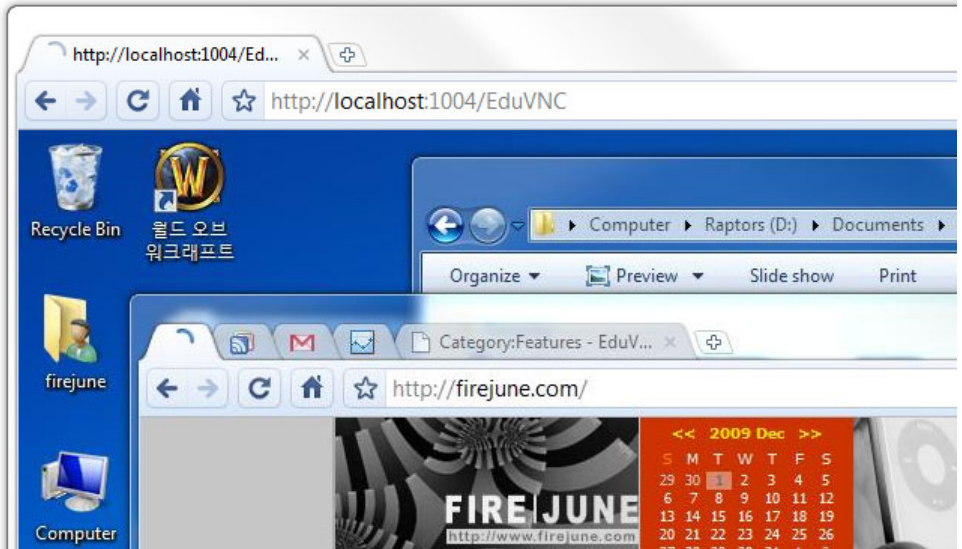 http://localhost:1004/Ed...
http://localhost:1004/EduVNC
Recycle Bin
월드 오브
워크래프트
Computer Raptors (D:) Documents
Organize Preview Slide show Print
firejune
Category:Features - EduV...
http://firejune.com/
<< 2009 Dec >>
S M T W T F S
29 30 1 2 3 4 5
6 7 8 9 10 11 12
13 14 15 16 17 18 19
20 21 22 23 24 25 26
FIRE JUNE
http://www.firejune.com
Computer